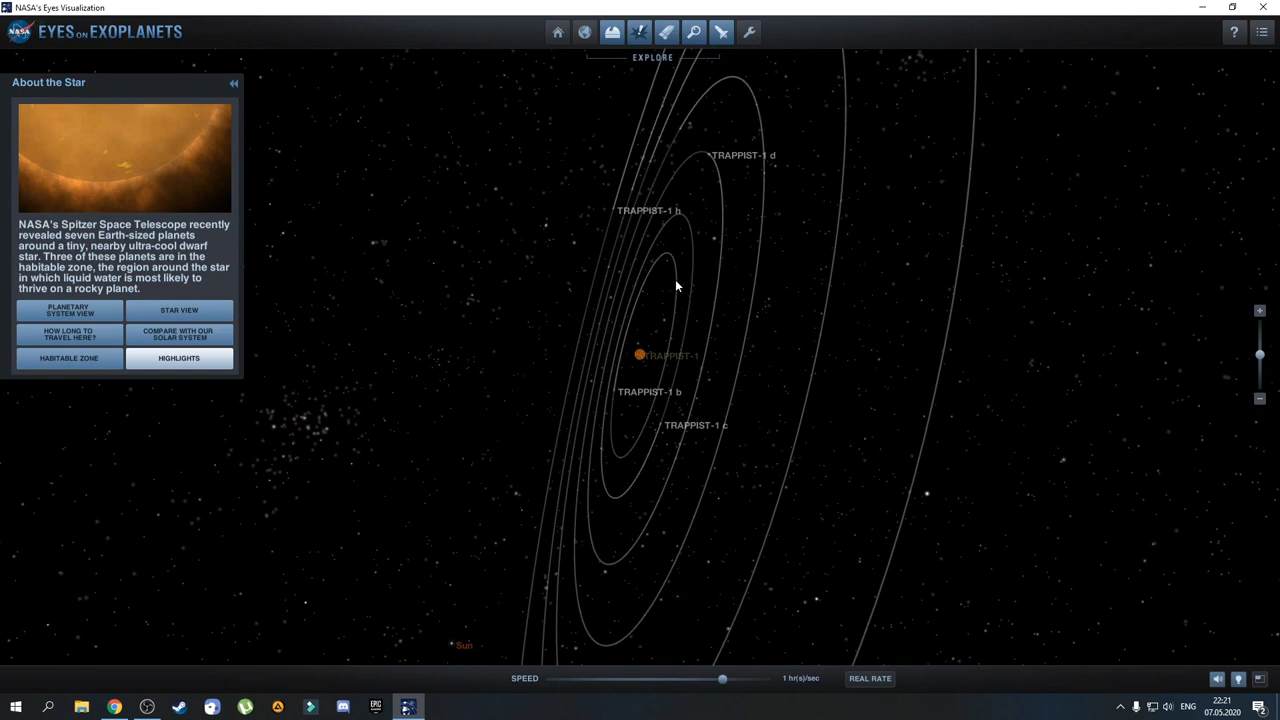 NASA's Eyes Visualization
NASA
EYES ON EXOPLANETS
EXPLORE
About the Star
NASA's Spitzer Space Telescope recently
revealed seven Earth-sized planets
around a tiny, nearby ultra-cool dwarf
star. Three of these planets are in the
habitable zone, the region around the star
in which liquid water is most likely to
thrive on a rocky planet.
PLANETARY
SYSTEM VIEW
STAR VIEW
HOW LONG TO
TRAVEL HERE?
COMPARE WITH OUR
SOLAR SYSTEM
HABITABLE ZONE
HIGHLIGHTS
TRAPPIST-1 d
TRAPPIST-1 h
TRAPPIST-1
TRAPPIST-1 b
TRAPPIST-1 c
Sun
SPEED
1 hr(s)/sec
REAL RATE
EPIC
ENG
22:21
07.05.2020
2